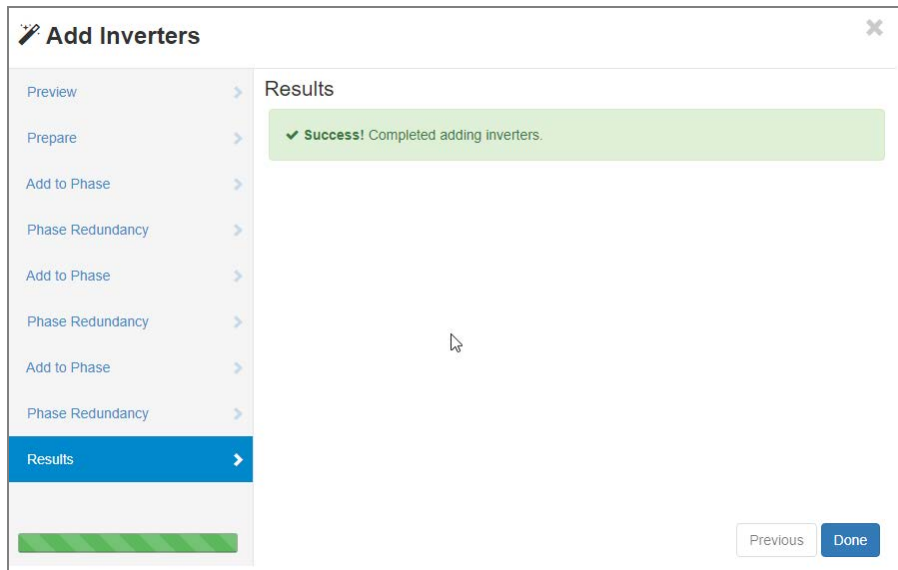 Add Inverters
Preview
Prepare
Add to Phase
Phase Redundancy
Add to Phase
Phase Redundancy
Add to Phase
Phase Redundancy
Results
Results
Success! Completed adding inverters.
Previous
Done